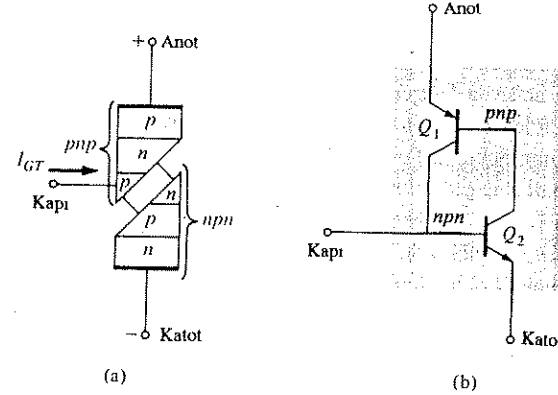 + Anot
pnp
p
n
I_GT
p
Kapı
n
p
n
npn
− Katot
(a)
Anot
pnp
Q1
npn
Q2
Kapı
Kato
(b)